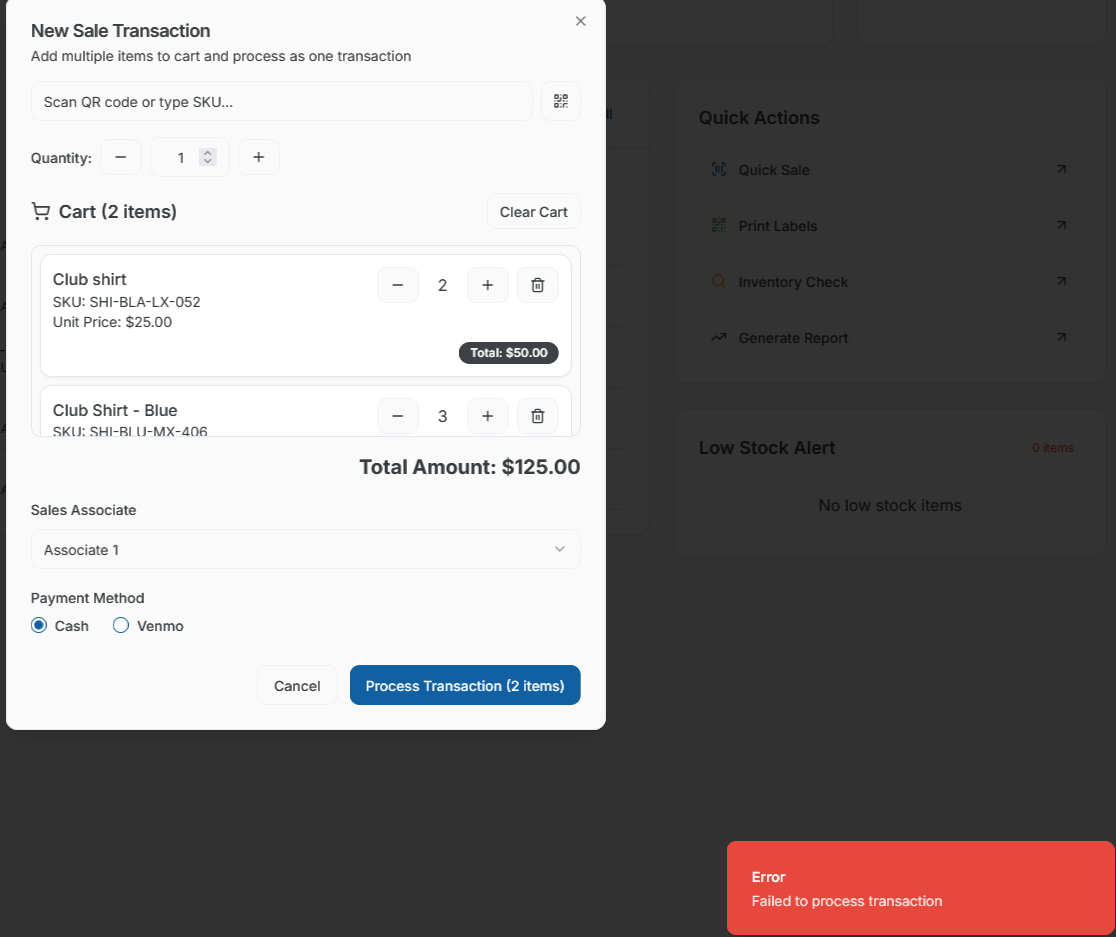 New Sale Transaction
Add multiple items to cart and process as one transaction
Scan QR code or type SKU...
Quantity:
1
Cart (2 items)
Clear Cart
Club shirt
2
SKU: SHI-BLA-LX-052
Unit Price: $25.00
Total: $50.00
Club Shirt - Blue
3
SKU: SHI-BLU-MX-406
Total Amount: $125.00
Sales Associate
Associate 1
Payment Method
Cash
Venmo
Cancel
Process Transaction (2 items)
Quick Actions
Quick Sale
Print Labels
Inventory Check
Generate Report
Low Stock Alert
0 items
No low stock items
Error
Failed to process transaction